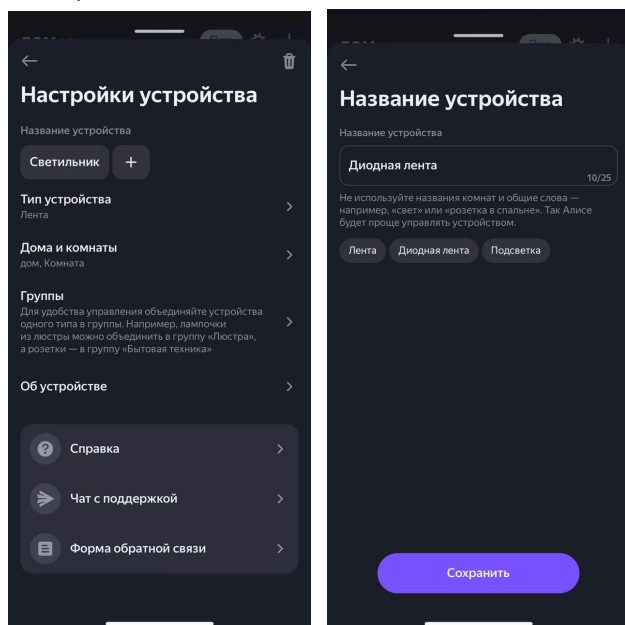 Настройки устройства
Название устройства
Светильник +
Тип устройства
Лента
Дома и комнаты
дом, Комната
Группы
Для удобства управления объединяйте устройства
одного типа в группы. Например, лампочки
из люстры можно объединить в группу «Люстра»,
а розетки — в группу «Бытовая техника»
Об устройстве
Справка
Чат с поддержкой
Форма обратной связи
Название устройства
Название устройства
Диодная лента
10/25
Не используйте названия комнат и общие слова —
например, «свет» или «розетка в спальне». Так Алисе
будет проще управлять устройством.
Лента Диодная лента Подсветка
Сохранить